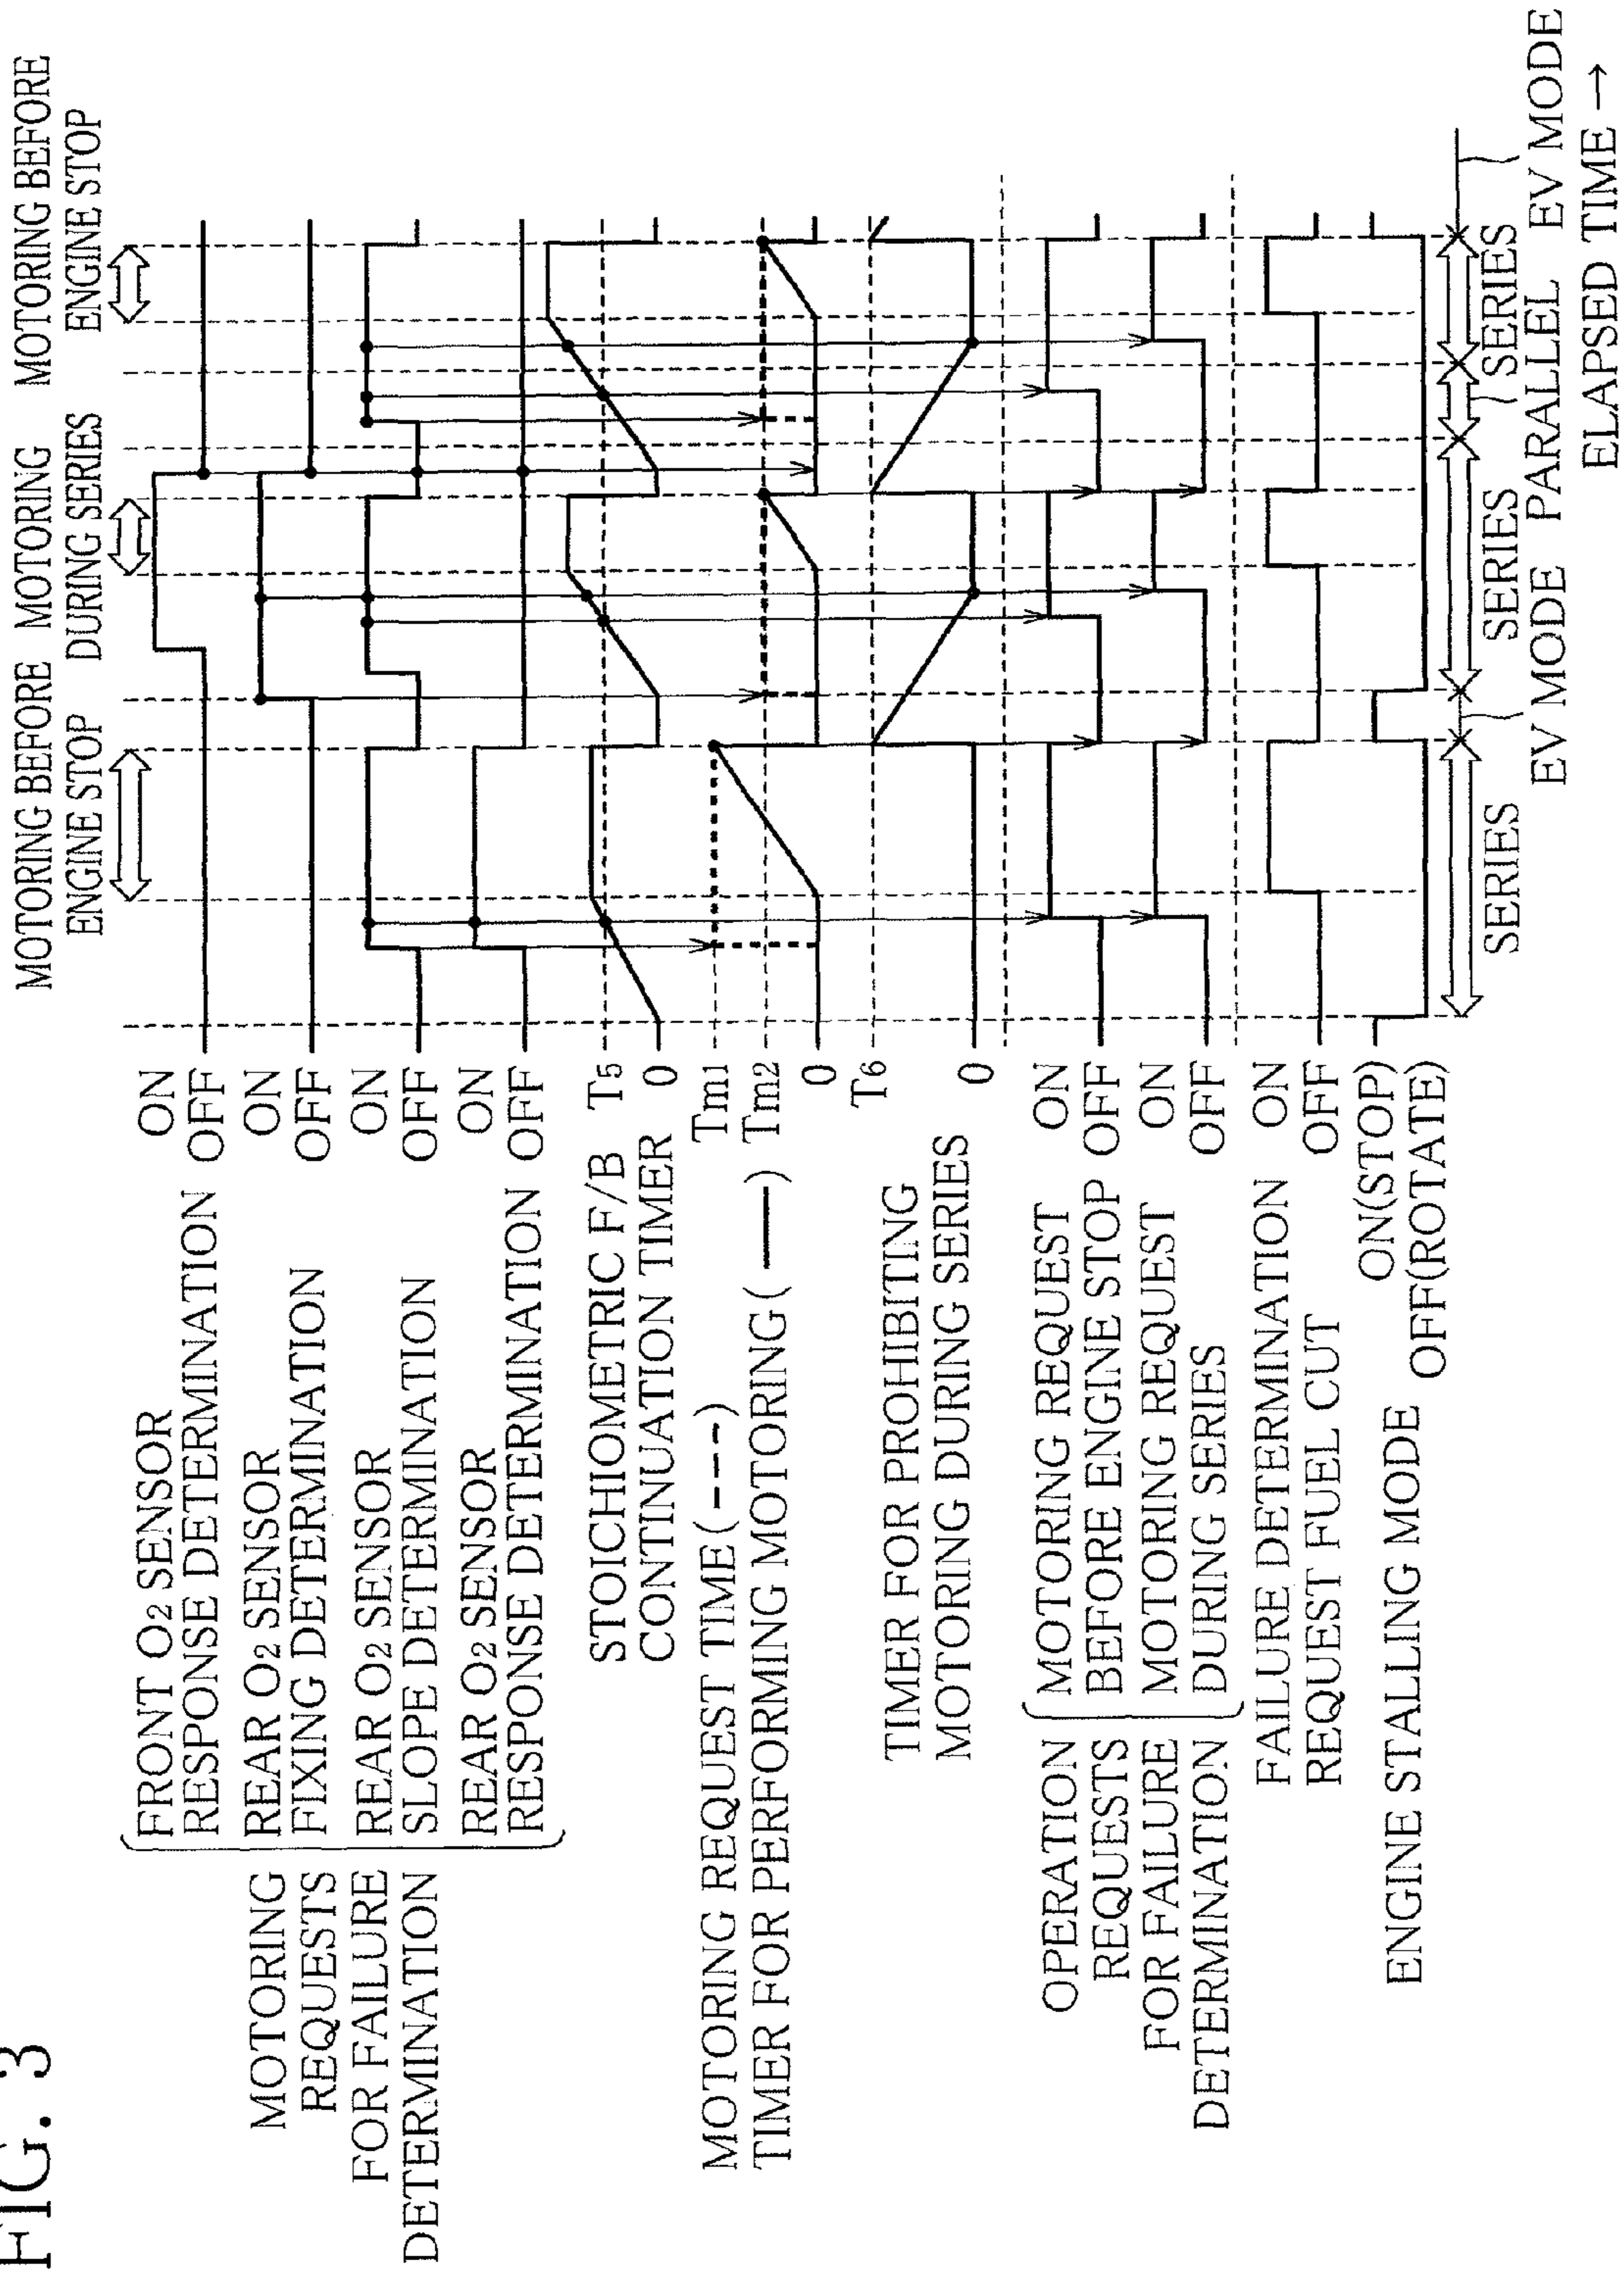 FIG. 3
MOTORING BEFORE
ENGINE STOP
MOTORING
DURING SERIES
MOTORING BEFORE
ENGINE STOP
MOTORING
REQUESTS
FOR FAILURE
DETERMINATION
FRONT O2 SENSOR
RESPONSE DETERMINATION
ON
OFF
REAR O2 SENSOR
FIXING DETERMINATION
ON
OFF
REAR O2 SENSOR
SLOPE DETERMINATION
ON
OFF
REAR O2 SENSOR
RESPONSE DETERMINATION
ON
OFF
STOICHIOMETRIC F/B
CONTINUATION TIMER
T5
0
MOTORING REQUEST TIME(---)
TIMER FOR PERFORMING MOTORING(——)
Tm1
Tm2
0
TIMER FOR PROHIBITING
MOTORING DURING SERIES
T6
0
OPERATION
REQUESTS
FOR FAILURE
DETERMINATION
MOTORING REQUEST
BEFORE ENGINE STOP
ON
OFF
MOTORING REQUEST
DURING SERIES
ON
OFF
FAILURE DETERMINATION
REQUEST FUEL CUT
ON
OFF
ENGINE STALLING MODE
ON(STOP)
OFF(ROTATE)
SERIES
EV MODE
SERIES
PARALLEL
SERIES
EV MODE
ELAPSED TIME →